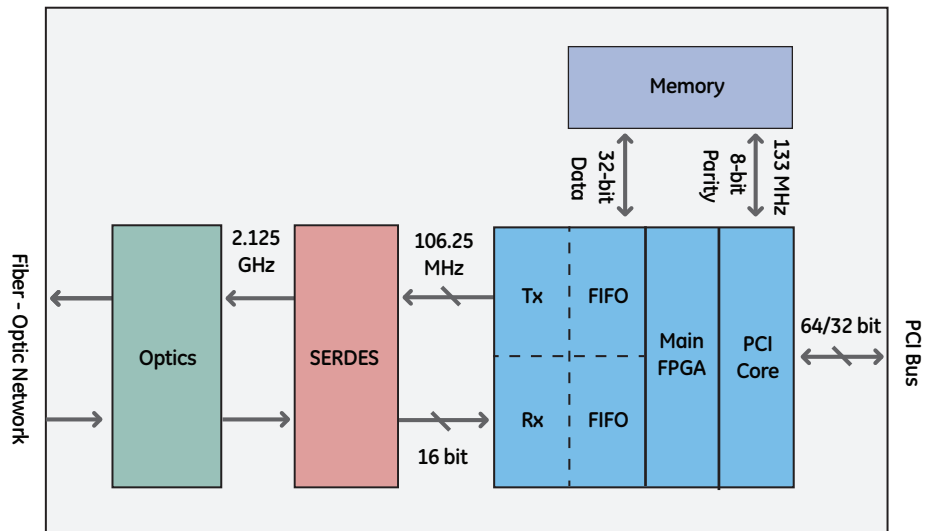 Memory
32-bit
Data
133 MHz
8-bit
Parity
2.125
GHz
106.25
MHz
Tx
FIFO
Fiber - Optic Network
Optics
SERDES
Main
FPGA
PCI
Core
64/32 bit
PCI Bus
Rx
FIFO
16 bit